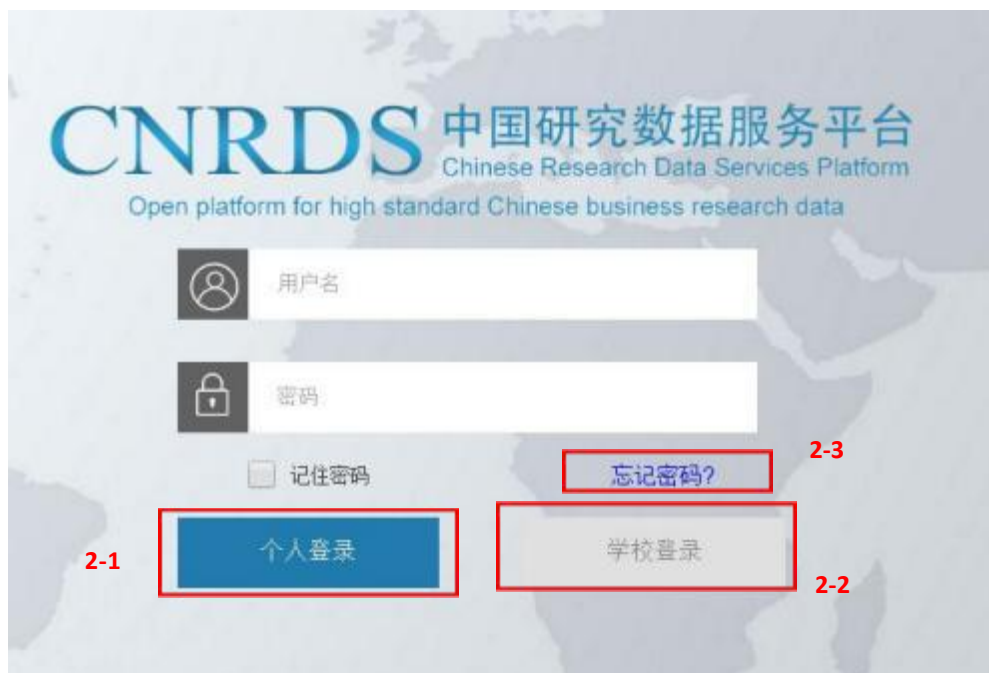 CNRDS 中国研究数据服务平台
Chinese Research Data Services Platform
Open platform for high standard Chinese business research data
用户名
密码
记住密码 忘记密码? 2-3
2-1 个人登录 学校登录 2-2